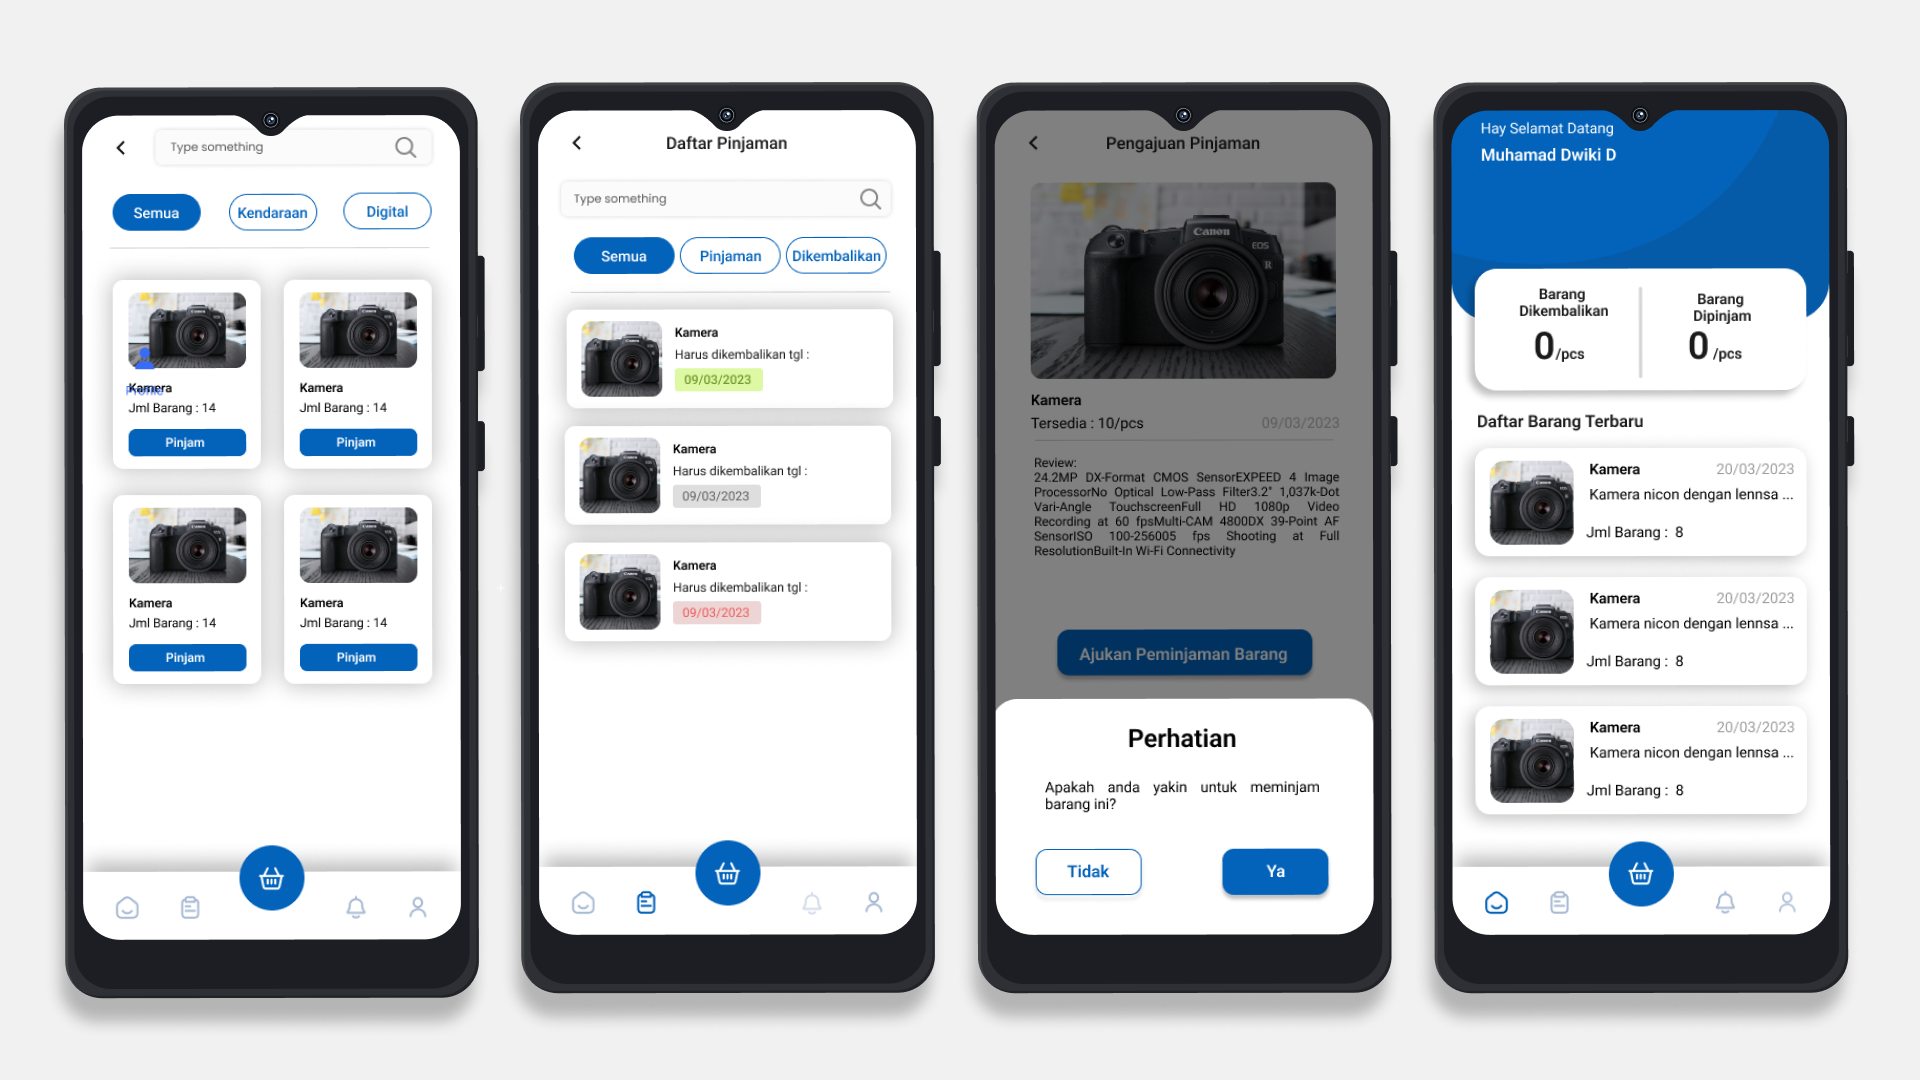 Type something
Semua
Kendaraan
Digital
Kamera
Profile
Jml Barang : 14
Pinjam
Kamera
Jml Barang : 14
Pinjam
Kamera
Jml Barang : 14
Pinjam
Kamera
Jml Barang : 14
Pinjam
Daftar Pinjaman
Type something
Semua
Pinjaman
Dikembalikan
Kamera
Harus dikembalikan tgl :
09/03/2023
Kamera
Harus dikembalikan tgl :
09/03/2023
Kamera
Harus dikembalikan tgl :
09/03/2023
Pengajuan Pinjaman
Canon
EOS
R
Kamera
Tersedia : 10/pcs
09/03/2023
Review:
24.2MP DX-Format CMOS SensorEXPEED 4 Image
ProcessorNo Optical Low-Pass Filter3.2" 1,037k-Dot
Vari-Angle TouchscreenFull HD 1080p Video
Recording at 60 fpsMulti-CAM 4800DX 39-Point AF
SensorISO 100-256005 fps Shooting at Full
ResolutionBuilt-In Wi-Fi Connectivity
Ajukan Peminjaman Barang
Perhatian
Apakah anda yakin untuk meminjam
barang ini?
Tidak
Ya
Hay Selamat Datang
Muhamad Dwiki D
Barang
Dikembalikan
0/pcs
Barang
Dipinjam
0 /pcs
Daftar Barang Terbaru
Kamera
20/03/2023
Kamera nicon dengan lennsa ...
Jml Barang : 8
Kamera
20/03/2023
Kamera nicon dengan lennsa ...
Jml Barang : 8
Kamera
20/03/2023
Kamera nicon dengan lennsa ...
Jml Barang : 8